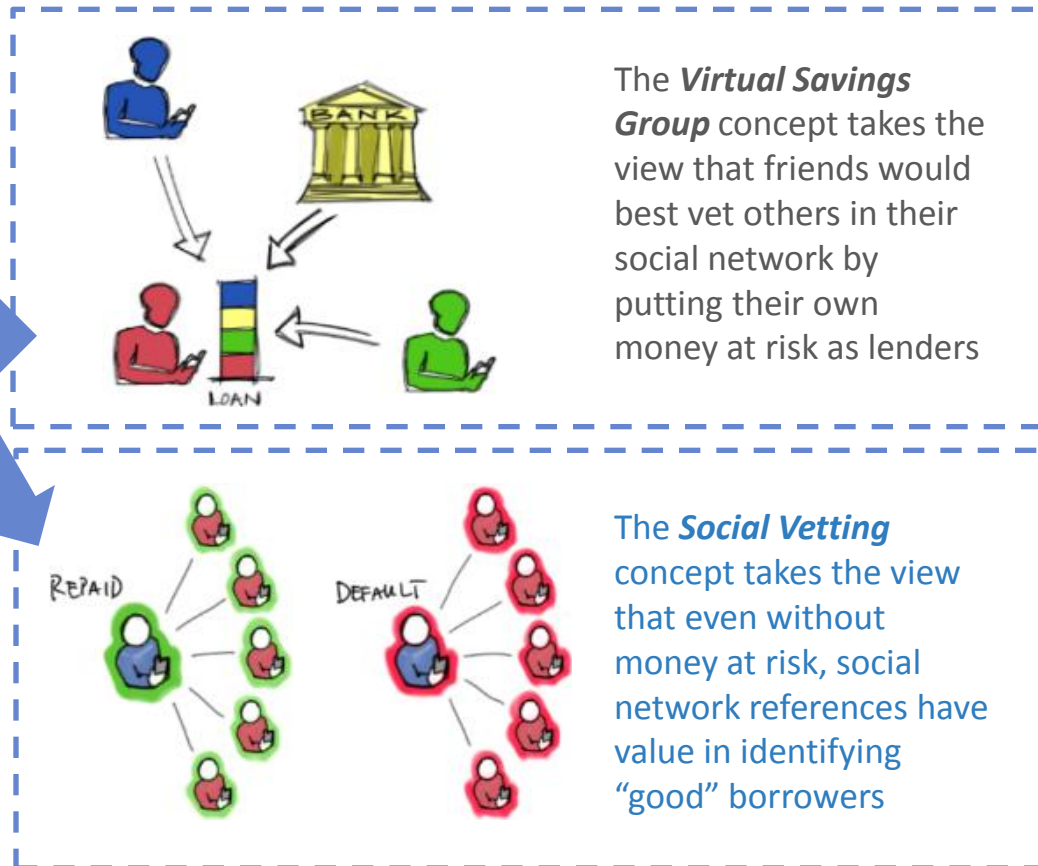 BANK
LOAN
The Virtual Savings
Group concept takes the
view that friends would
best vet others in their
social network by
putting their own
money at risk as lenders
REPAID
DEFAULT
The Social Vetting
concept takes the view
that even without
money at risk, social
network references have
value in identifying
“good” borrowers